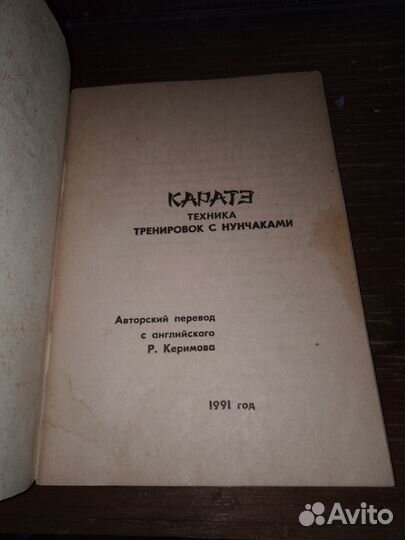 КАРАТЭ
ТЕХНИКА
ТРЕНИРОВОК С НУНЧАКАМИ
Авторский перевод
с английского
Р. Керимова
1991 год
Avito